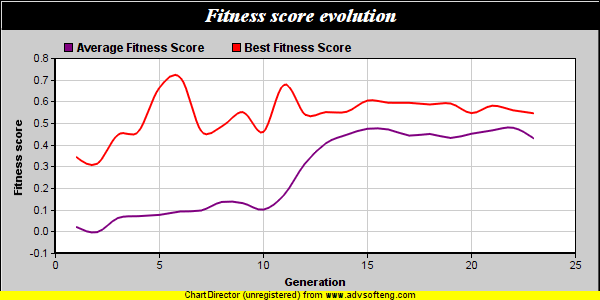 Fitness score evolution
Average Fitness Score Best Fitness Score
0.8
0.7
0.6
0.5
0.4
0.3
0.2
0.1
0.0
-0.1
Fitness score
0 5 10 15 20 25
Generation
ChartDirector (unregistered) from www.advsofteng.com